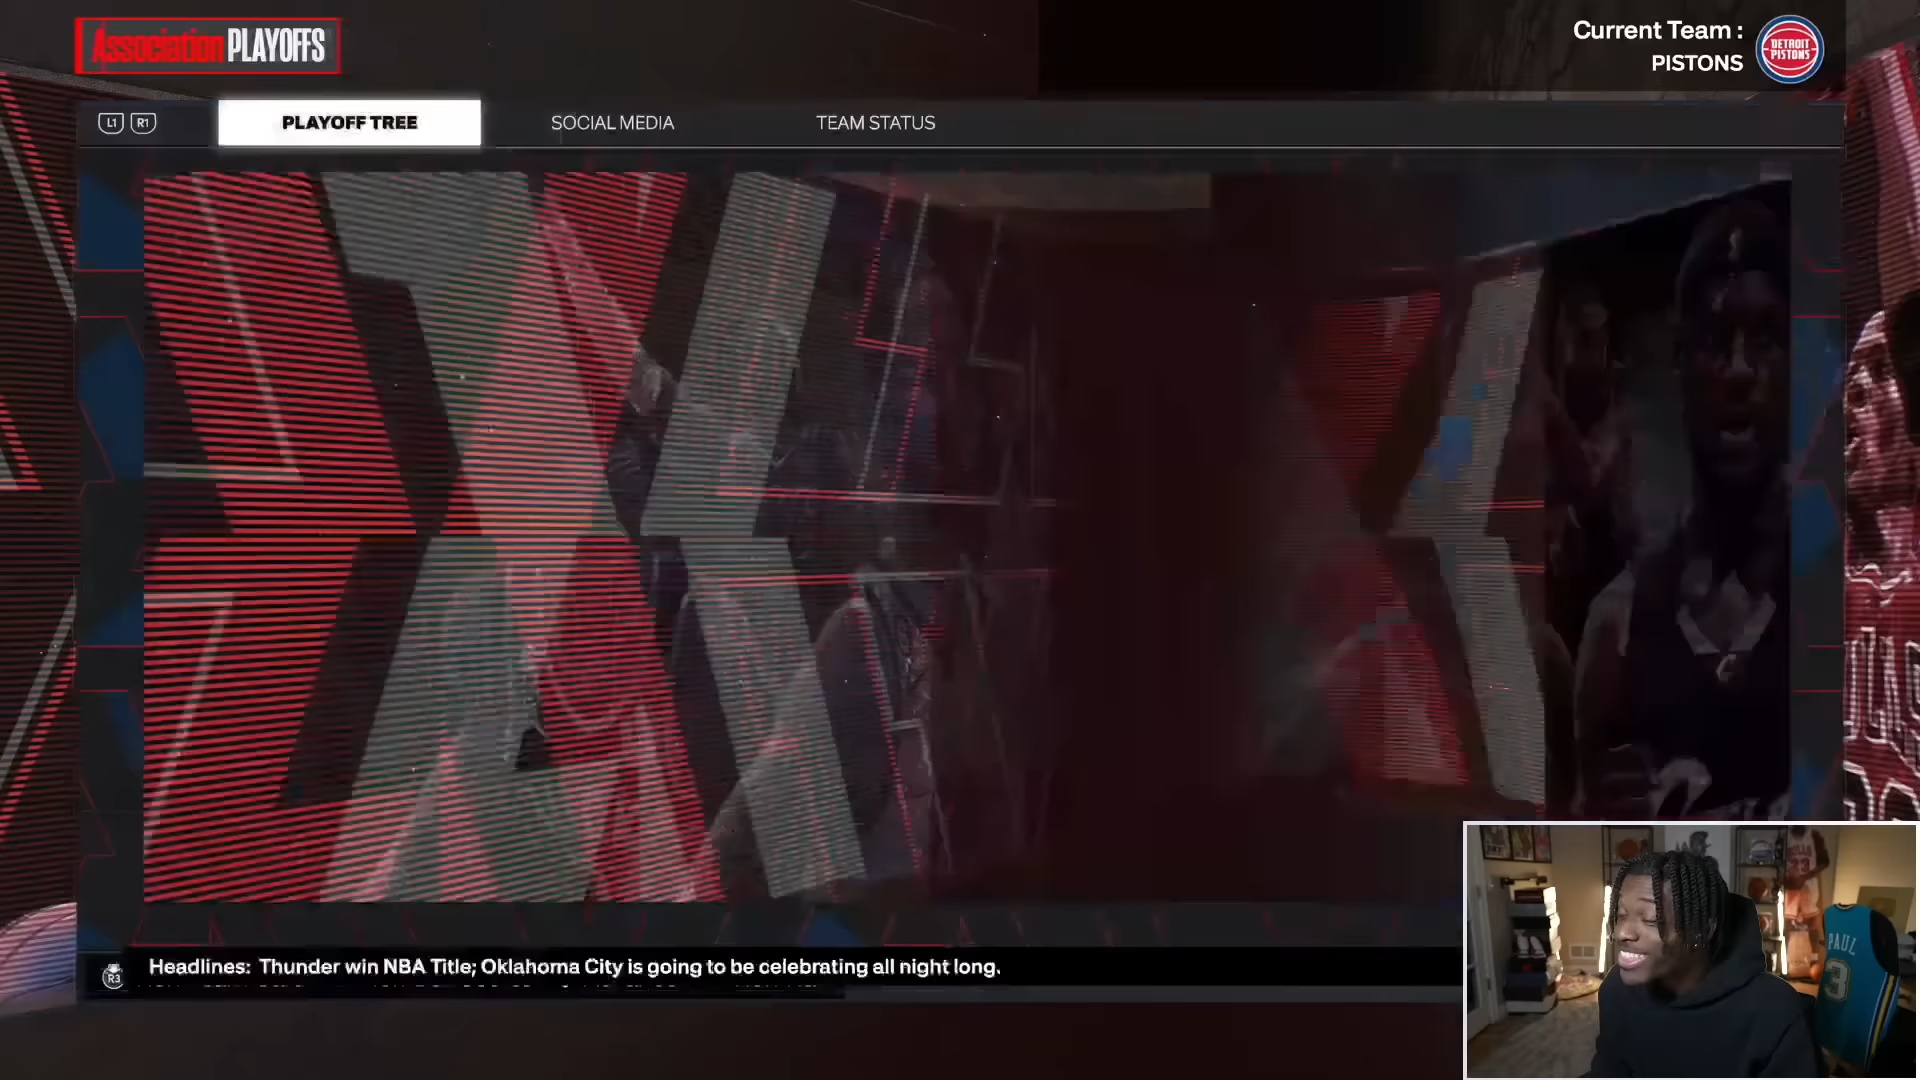 Association PLAYOFFS
Current Team :
PISTONS
DETROIT
PISTONS
L1 R1
PLAYOFF TREE
SOCIAL MEDIA
TEAM STATUS
R3
Headlines: Thunder win NBA Title; Oklahoma City is going to be celebrating all night long.
PAUL
3